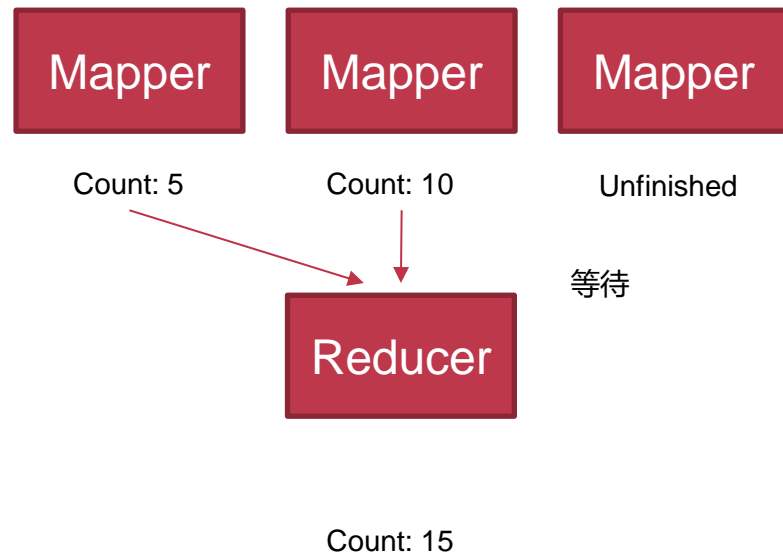 Mapper
Mapper
Mapper
Count: 5
Count: 10
Unfinished
等待
Reducer
Count: 15